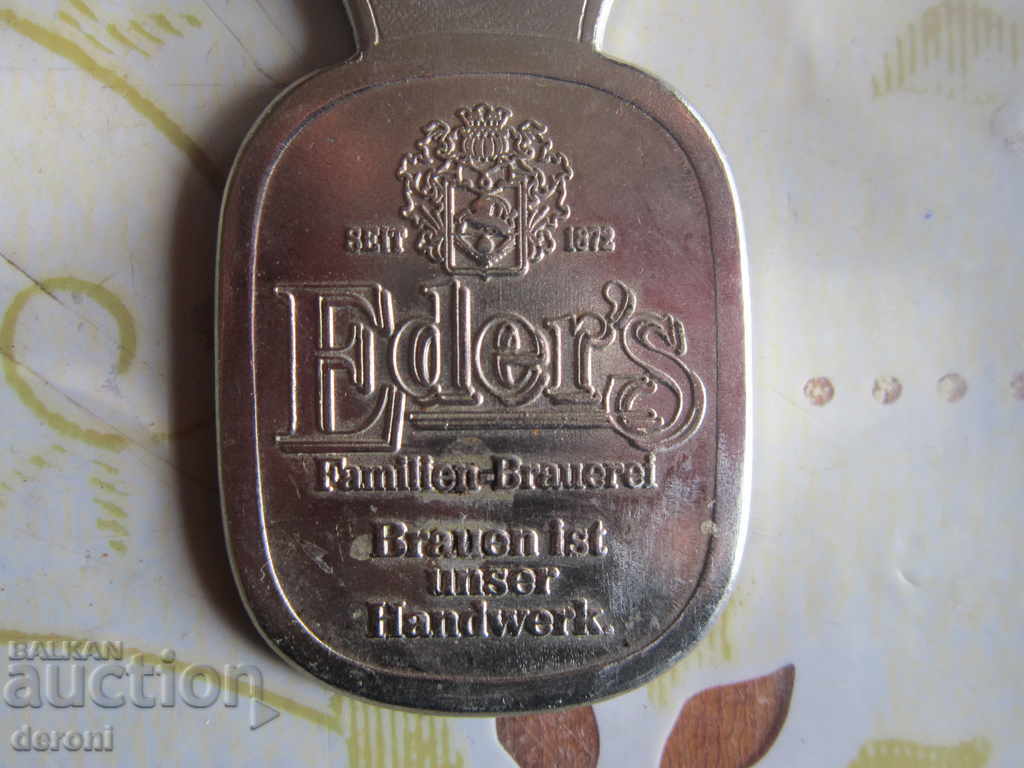 SEIT 1872
Eder's
Familien-Brauerei
Brauen ist
unser
Handwerk.
BALKAN
auction
deroni